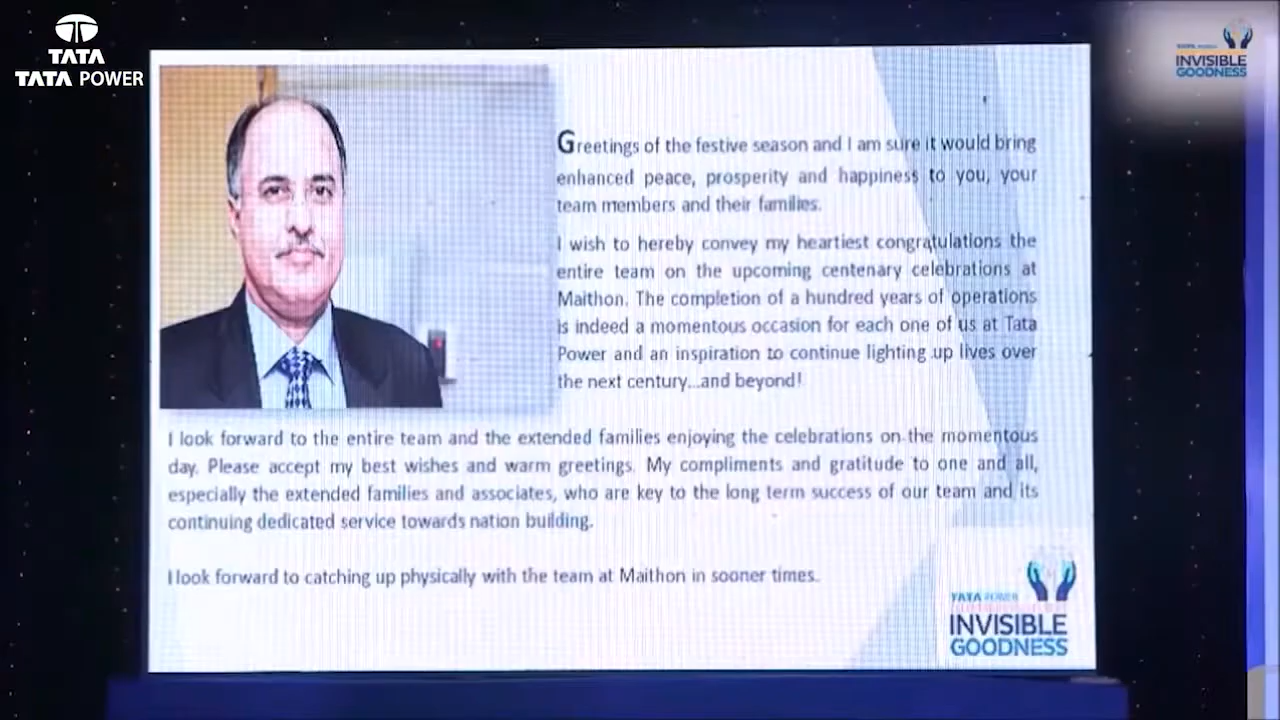 TATA
TATA POWER
TATA POWER
INVISIBLE
GOODNESS
Greetings of the festive season and I am sure it would bring
enhanced peace, prosperity and happiness to you, your
team members and their families.
I wish to hereby convey my heartiest congratulations the
entire team on the upcoming centenary celebrations at
Maithon. The completion of a hundred years of operations
is indeed a momentous occasion for each one of us at Tata
Power and an inspiration to continue lighting up lives over
the next century...and beyond!
I look forward to the entire team and the extended families enjoying the celebrations on the momentous
day. Please accept my best wishes and warm greetings. My compliments and gratitude to one and all,
especially the extended families and associates, who are key to the long term success of our team and its
continuing dedicated service towards nation building.
I look forward to catching up physically with the team at Maithon in sooner times.
TATA POWER
INVISIBLE
GOODNESS